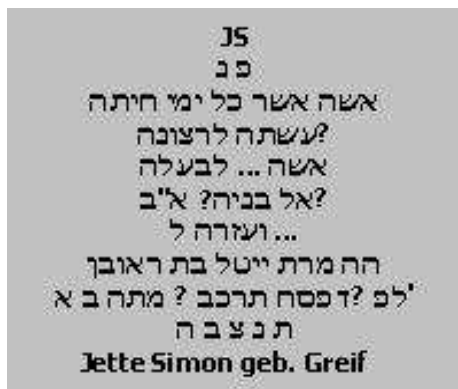 JS
פ נ
אשה אשר כל ימי חיתה
עשתה לרצונה?
אשה ... לבעלה
אל בניה? א"ב?
ועזרה ל ...
הה מרת ייטל בת ראובן
מתה ב א ? דפסח תרכב ? לפ'
ת נ צ ב ה
Jette Simon geb. Greif